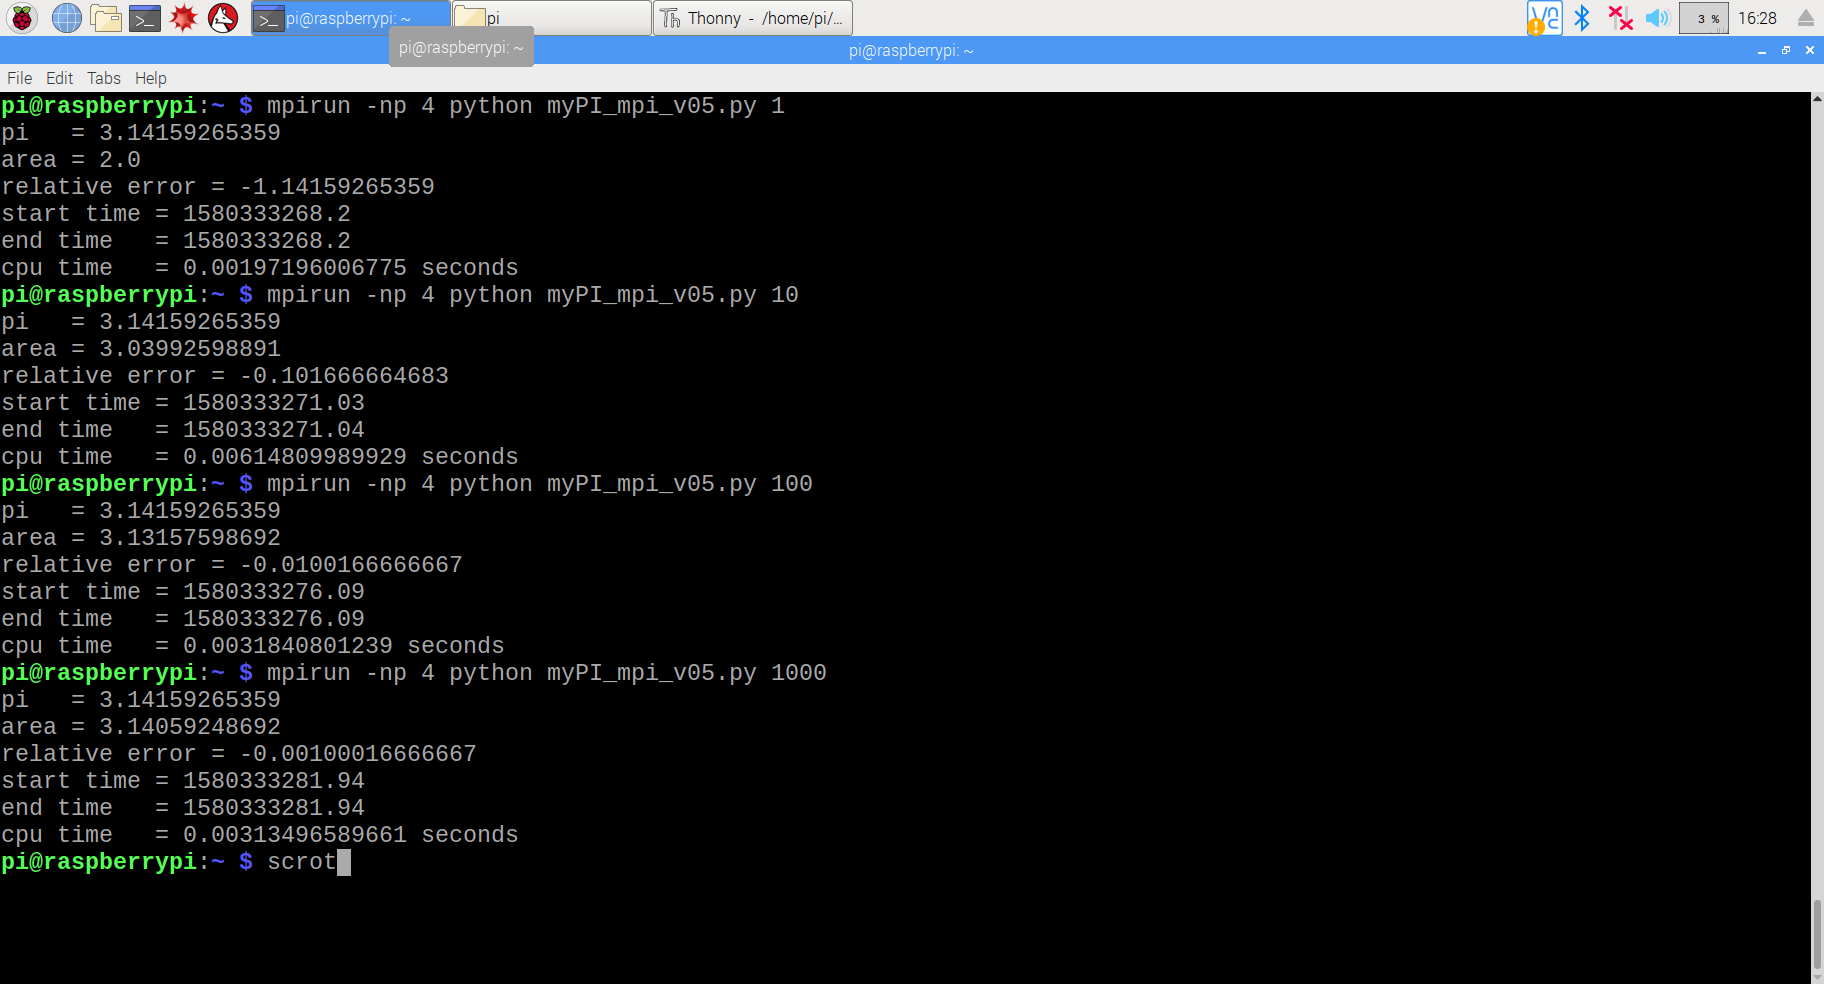 pi@raspberrypi: ~
pi
Thonny - /home/pi/...
3 %
16:28
pi@raspberrypi: ~
pi@raspberrypi: ~
File Edit Tabs Help
pi@raspberrypi:~ $ mpirun -np 4 python myPI_mpi_v05.py 1
pi   = 3.14159265359
area = 2.0
relative error = -1.14159265359
start time = 1580333268.2
end time   = 1580333268.2
cpu time   = 0.00197196006775 seconds
pi@raspberrypi:~ $ mpirun -np 4 python myPI_mpi_v05.py 10
pi   = 3.14159265359
area = 3.03992598891
relative error = -0.101666664683
start time = 1580333271.03
end time   = 1580333271.04
cpu time   = 0.00614809989929 seconds
pi@raspberrypi:~ $ mpirun -np 4 python myPI_mpi_v05.py 100
pi   = 3.14159265359
area = 3.13157598692
relative error = -0.0100166666667
start time = 1580333276.09
end time   = 1580333276.09
cpu time   = 0.0031840801239 seconds
pi@raspberrypi:~ $ mpirun -np 4 python myPI_mpi_v05.py 1000
pi   = 3.14159265359
area = 3.14059248692
relative error = -0.00100016666667
start time = 1580333281.94
end time   = 1580333281.94
cpu time   = 0.00313496589661 seconds
pi@raspberrypi:~ $ scrot